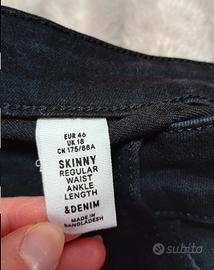 EUR 46
UK 18
CN 175/88A
SKINNY
REGULAR
WAIST
ANKLE
LENGTH
&DENIM
MADE IN
BANGLADESH
subito